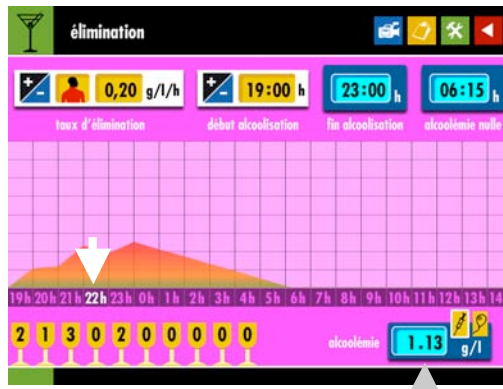 élimination
+ - 0,20 g/l/h + - 19:00 h 23:00 h 06:15 h
taux d'élimination début alcoolisation fin alcoolisation alcoolémie nulle
19h 20h 21h 22h 23h 0h 1h 2h 3h 4h 5h 6h 7h 8h 9h 10h 11h 12h 13h 14
2 1 3 0 2 0 0 0 0 0 alcoolémie 1.13 g/l